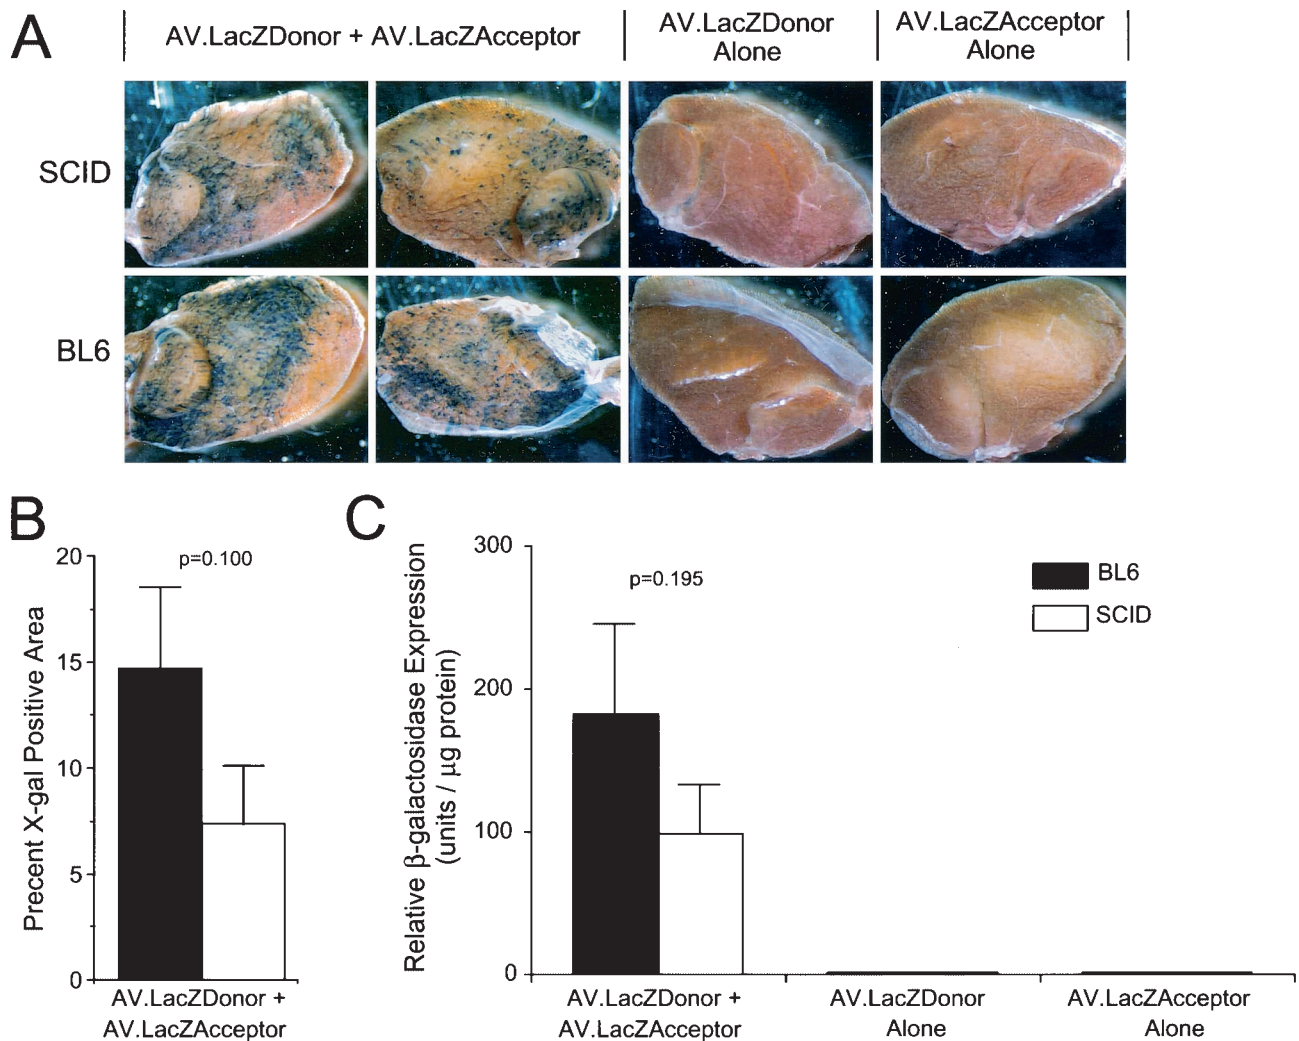 A
AV.LacZDonor + AV.LacZAcceptor
AV.LacZDonor
Alone
AV.LacZAcceptor
Alone
SCID
BL6
B
Precent X-gal Positive Area
20
15
10
5
0
p=0.100
AV.LacZDonor +
AV.LacZAcceptor
C
Relative β-galactosidase Expression
(units / µg protein)
300
200
100
0
p=0.195
BL6
SCID
AV.LacZDonor +
AV.LacZAcceptor
AV.LacZDonor
Alone
AV.LacZAcceptor
Alone